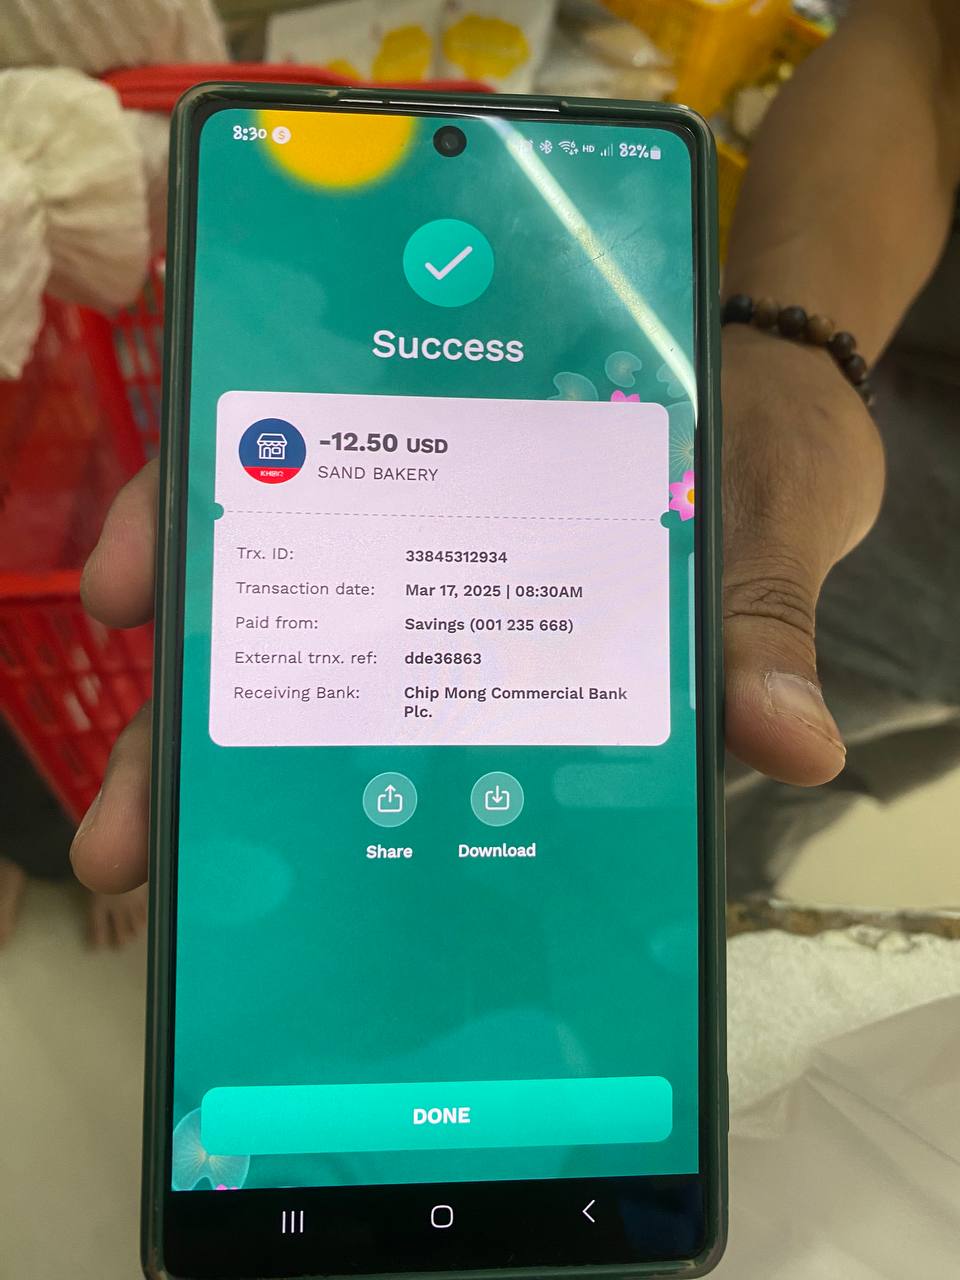 8:30 S
HD 82%
Success
-12.50 USD
SAND BAKERY
KHQR
Trx. ID: 33845312934
Transaction date: Mar 17, 2025 | 08:30AM
Paid from: Savings (001 235 668)
External trnx. ref: dde36863
Receiving Bank: Chip Mong Commercial Bank
Plc.
Share Download
DONE